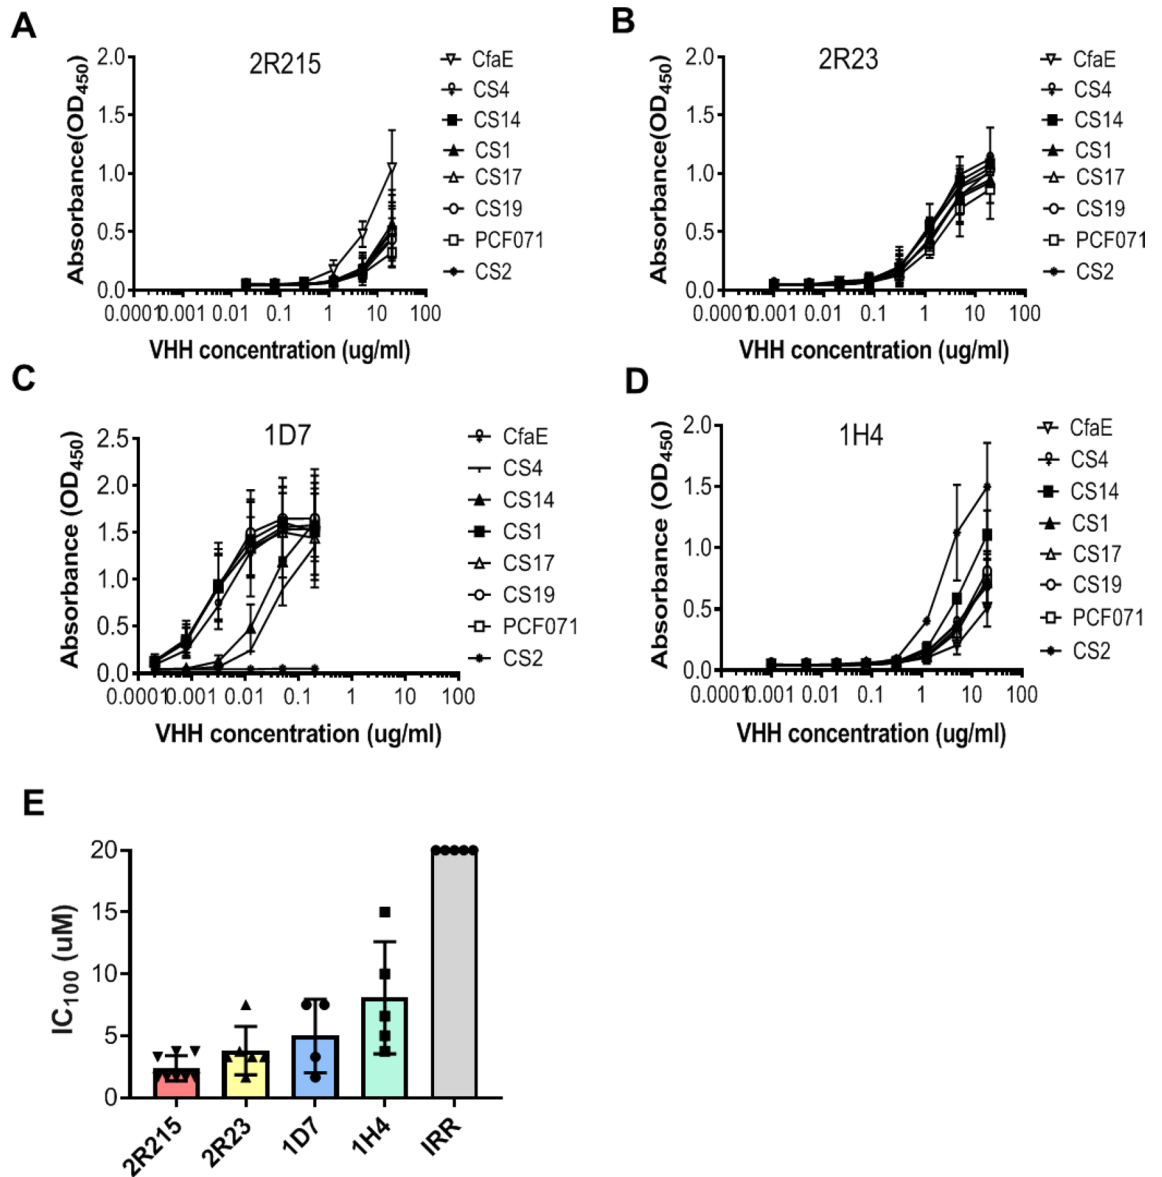 A
2R215
Absorbance(OD450)
2.0
1.5
1.0
0.5
0.0
0.0001 0.001 0.01 0.1 1 10 100
VHH concentration (ug/ml)
CfaE
CS4
CS14
CS1
CS17
CS19
PCF071
CS2
B
2R23
Absorbance(OD450)
2.0
1.5
1.0
0.5
0.0
0.0001 0.001 0.01 0.1 1 10 100
VHH concentration (ug/ml)
CfaE
CS4
CS14
CS1
CS17
CS19
PCF071
CS2
C
1D7
Absorbance (OD450)
2.5
2.0
1.5
1.0
0.5
0.0
0.0001 0.001 0.01 0.1 1 10 100
VHH concentration (ug/ml)
CfaE
CS4
CS14
CS1
CS17
CS19
PCF071
CS2
D
1H4
Absorbance (OD450)
2.0
1.5
1.0
0.5
0.0
0.0001 0.001 0.01 0.1 1 10 100
VHH concentration (ug/ml)
CfaE
CS4
CS14
CS1
CS17
CS19
PCF071
CS2
E
IC100 (uM)
20
15
10
5
0
2R215
2R23
1D7
1H4
IRR